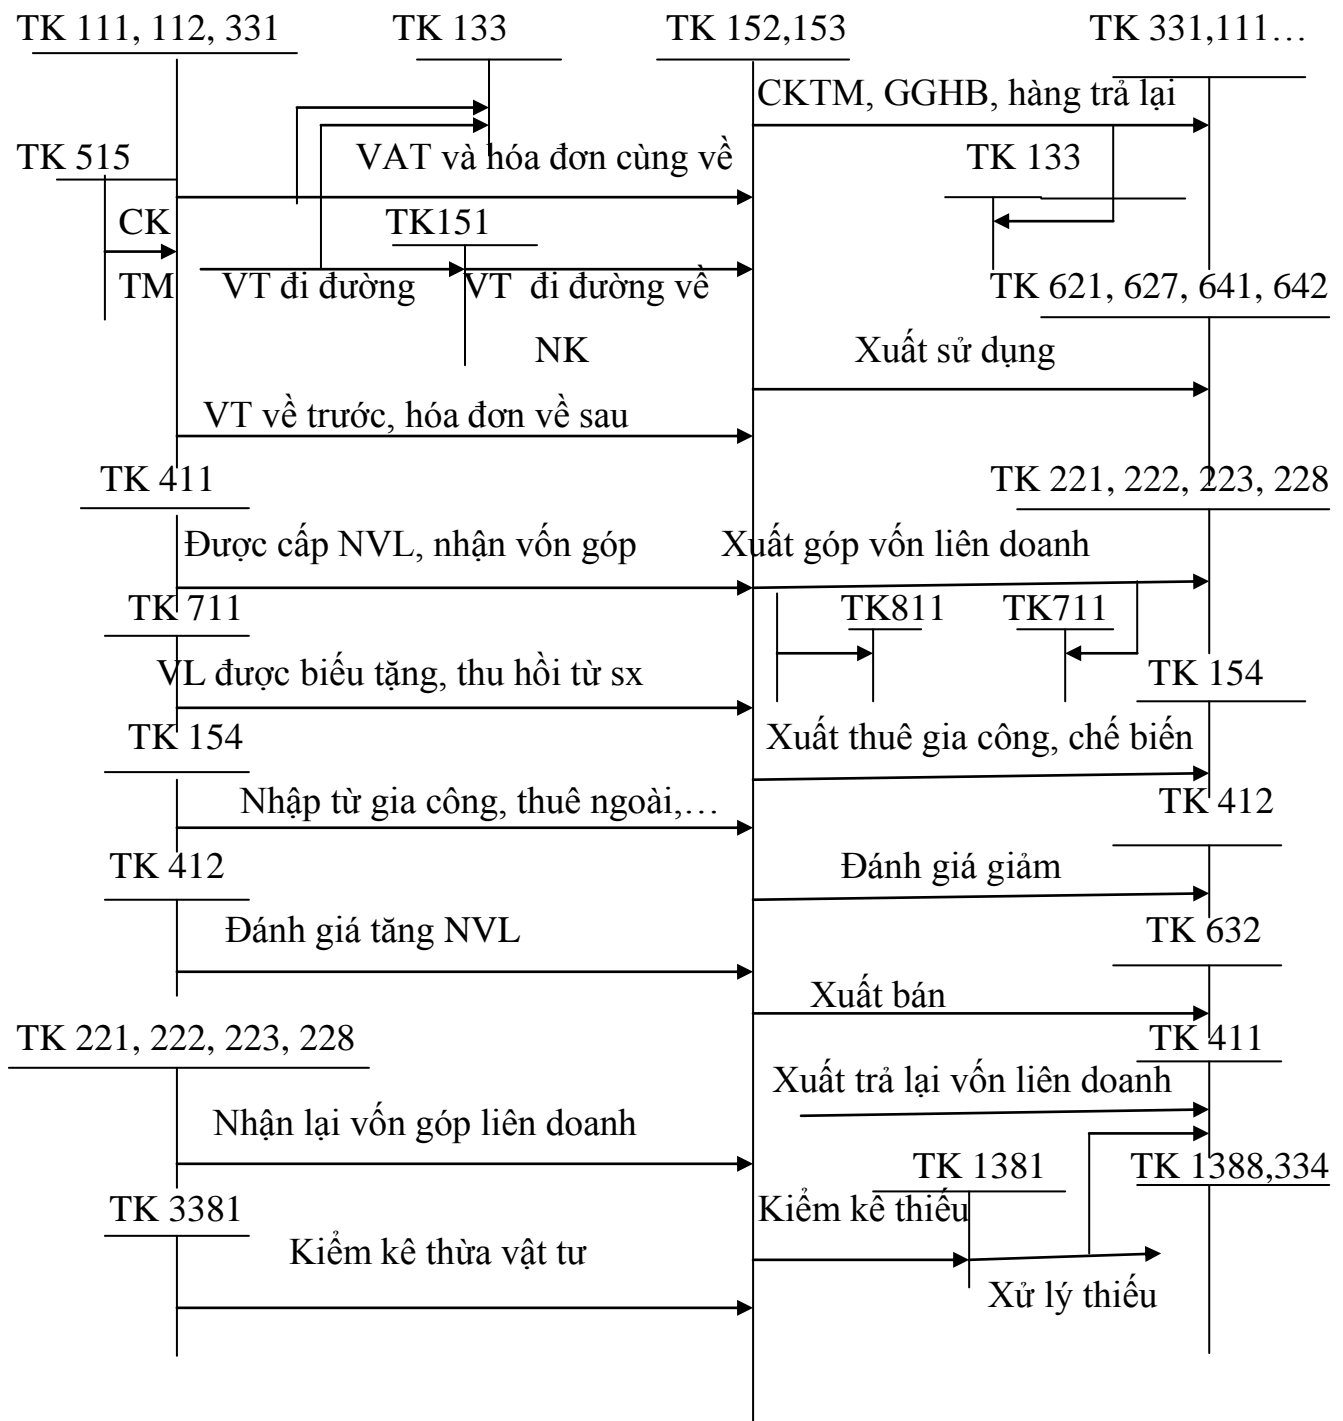 TK 111, 112, 331
TK 133
TK 152,153
TK 331,111…
CKTM, GGHB, hàng trả lại
TK 515
VAT và hóa đơn cùng về
TK 133
CK
TM
TK151
VT đi đường
VT đi đường về
NK
TK 621, 627, 641, 642
Xuất sử dụng
VT về trước, hóa đơn về sau
TK 411
TK 221, 222, 223, 228
Được cấp NVL, nhận vốn góp
Xuất góp vốn liên doanh
TK 711
TK811
TK711
VL được biếu tặng, thu hồi từ sx
TK 154
TK 154
Xuất thuê gia công, chế biến
Nhập từ gia công, thuê ngoài,…
TK 412
TK 412
Đánh giá giảm
Đánh giá tăng NVL
TK 632
Xuất bán
TK 221, 222, 223, 228
TK 411
Xuất trả lại vốn liên doanh
Nhận lại vốn góp liên doanh
TK 1381
TK 1388,334
TK 3381
Kiểm kê thiếu
Kiểm kê thừa vật tư
Xử lý thiếu